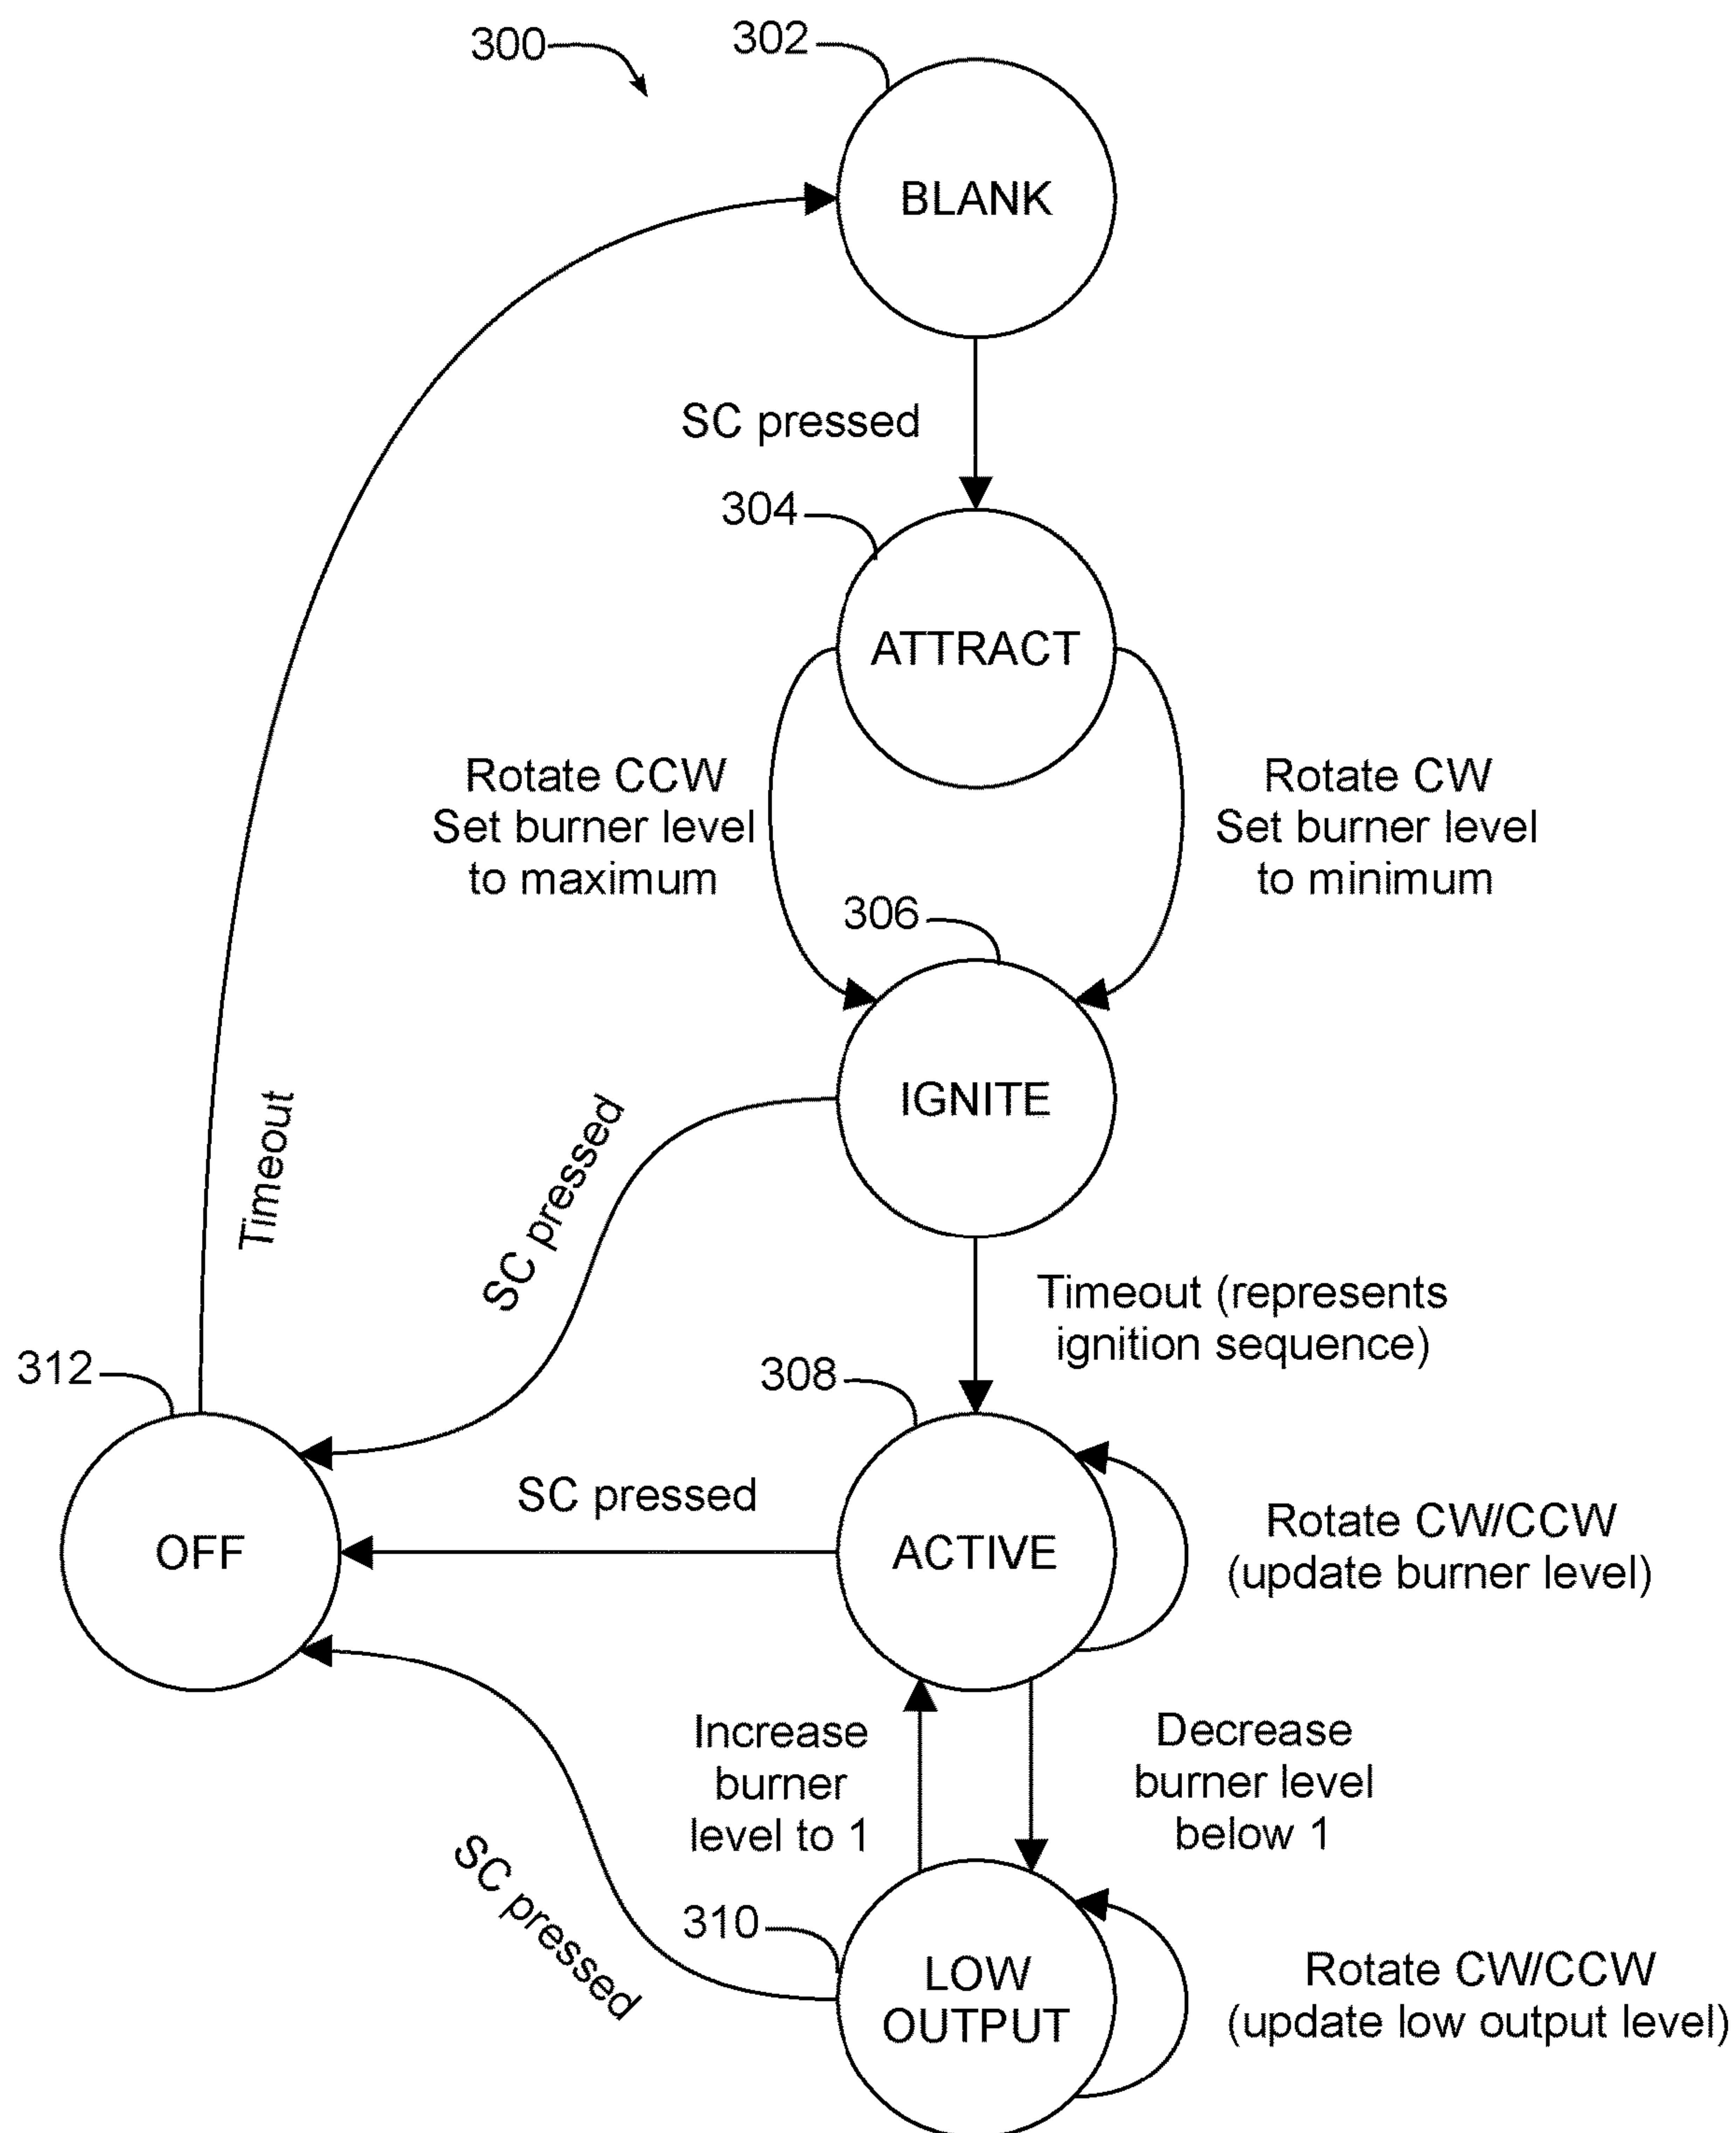 300
302
BLANK
SC pressed
304
ATTRACT
Rotate CCW
Set burner level
to maximum
Rotate CW
Set burner level
to minimum
306
IGNITE
Timeout
SC pressed
Timeout (represents
ignition sequence)
312
308
OFF
SC pressed
ACTIVE
Rotate CW/CCW
(update burner level)
Increase
burner
level to 1
Decrease
burner level
below 1
SC pressed
310
LOW
OUTPUT
Rotate CW/CCW
(update low output level)